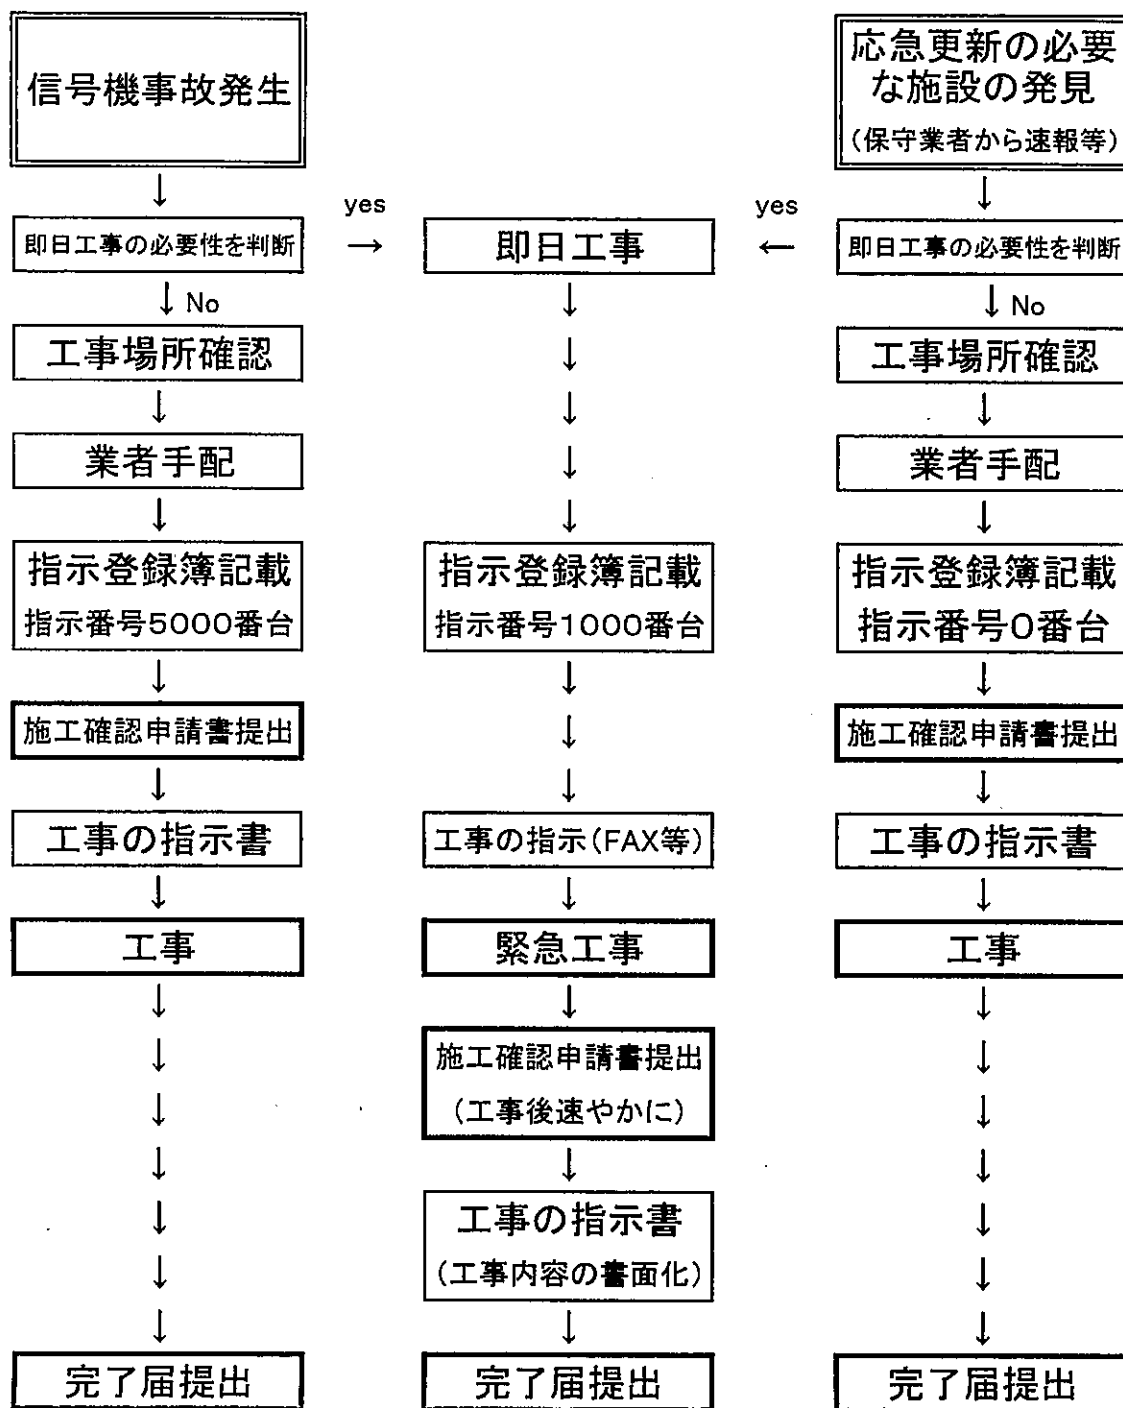 信号機事故発生
↓
即日工事の必要性を判断
↓ No
工事場所確認
↓
業者手配
↓
指示登録簿記載
指示番号5000番台
↓
施工確認申請書提出
↓
工事の指示書
↓
工事
↓
↓
↓
↓
↓
↓
↓
完了届提出
yes
→
即日工事
↓
↓
↓
↓
↓
指示登録簿記載
指示番号1000番台
↓
↓
↓
工事の指示(FAX等)
↓
緊急工事
↓
施工確認申請書提出
(工事後速やかに)
↓
工事の指示書
(工事内容の書面化)
↓
完了届提出
yes
←
応急更新の必要
な施設の発見
(保守業者から速報等)
↓
即日工事の必要性を判断
↓ No
工事場所確認
↓
業者手配
↓
指示登録簿記載
指示番号0番台
↓
施工確認申請書提出
↓
工事の指示書
↓
工事
↓
↓
↓
↓
↓
↓
↓
完了届提出